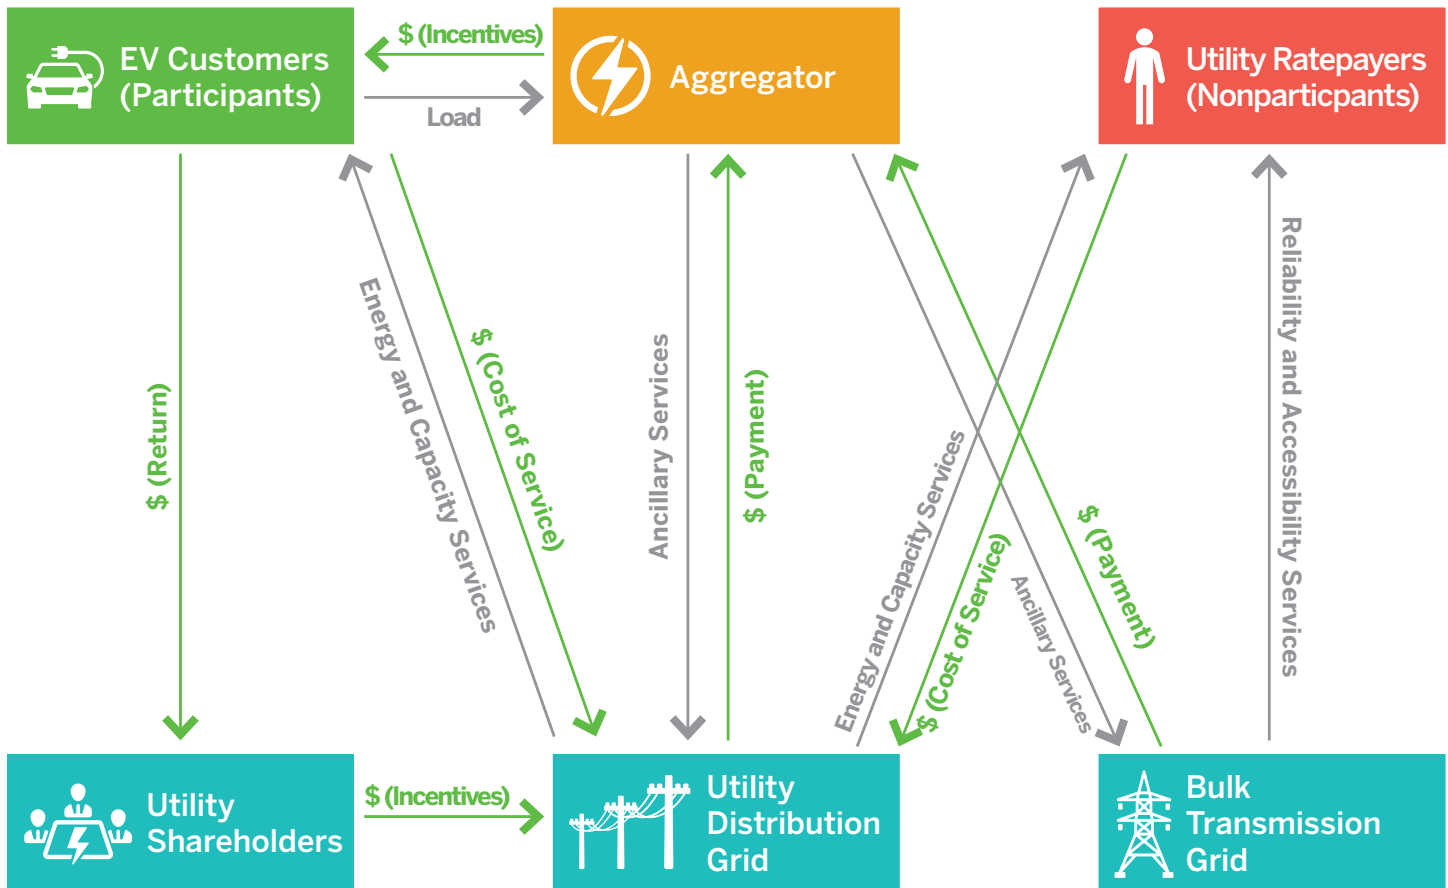 EV Customers
(Participants)
$ (Incentives)
Load
Aggregator
Utility Ratepayers
(Nonparticpants)
$ (Return)
Energy and Capacity Services
$ (Cost of Service)
Ancillary Services
$ (Payment)
Energy and Capacity Services
$ (Cost of Service)
Ancillary Services
$ (Payment)
Reliability and Accessibility Services
Utility
Shareholders
$ (Incentives)
Utility
Distribution
Grid
Bulk
Transmission
Grid